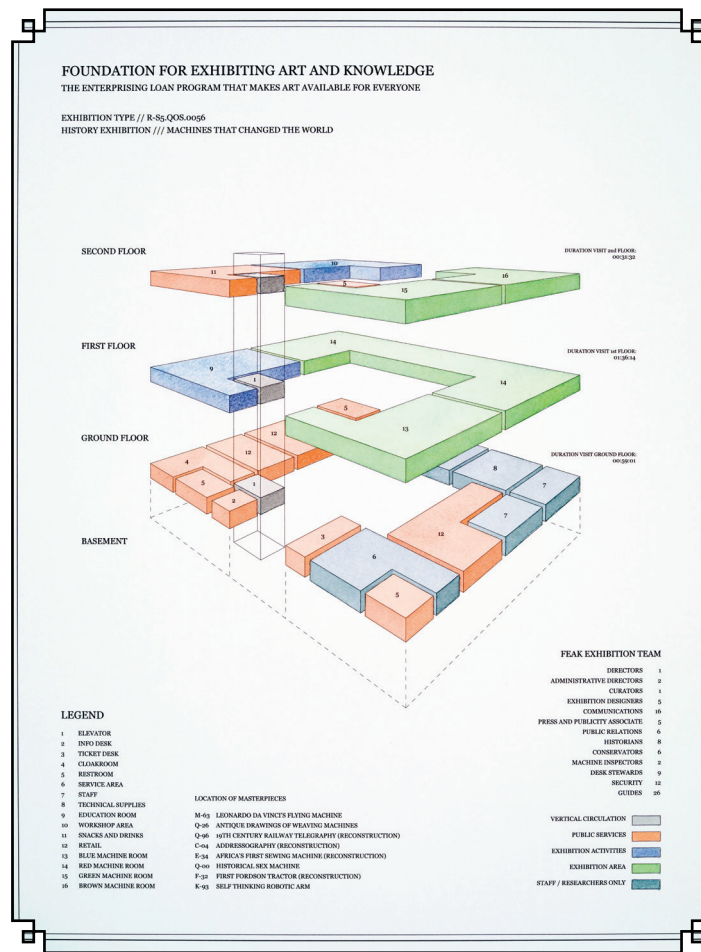 FOUNDATION FOR EXHIBITING ART AND KNOWLEDGE
THE ENTERPRISING LOAN PROGRAM THAT MAKES ART AVAILABLE FOR EVERYONE
EXHIBITION TYPE // R-S5.QOS.0056
HISTORY EXHIBITION /// MACHINES THAT CHANGED THE WORLD
SECOND FLOOR
DURATION VISIT 2nd FLOOR:
00:31:32
11
10
5
15
16
FIRST FLOOR
DURATION VISIT 1st FLOOR:
01:36:14
14
9
1
14
5
13
GROUND FLOOR
DURATION VISIT GROUND FLOOR:
00:59:01
12
12
4
5
1
2
8
7
7
12
3
6
5
BASEMENT
FEAK EXHIBITION TEAM
DIRECTORS 1
ADMINISTRATIVE DIRECTORS 2
CURATORS 1
EXHIBITION DESIGNERS 5
COMMUNICATIONS 16
PRESS AND PUBLICITY ASSOCIATE 5
PUBLIC RELATIONS 6
HISTORIANS 8
CONSERVATORS 6
MACHINE INSPECTORS 2
DESK STEWARDS 9
SECURITY 12
GUIDES 26
LEGEND
1 ELEVATOR
2 INFO DESK
3 TICKET DESK
4 CLOAKROOM
5 RESTROOM
6 SERVICE AREA
7 STAFF
8 TECHNICAL SUPPLIES
9 EDUCATION ROOM
10 WORKSHOP AREA
11 SNACKS AND DRINKS
12 RETAIL
13 BLUE MACHINE ROOM
14 RED MACHINE ROOM
15 GREEN MACHINE ROOM
16 BROWN MACHINE ROOM
LOCATION OF MASTERPIECES
M-63 LEONARDO DA VINCI'S FLYING MACHINE
Q-26 ANTIQUE DRAWINGS OF WEAVING MACHINES
Q-96 19TH CENTURY RAILWAY TELEGRAPHY (RECONSTRUCTION)
C-04 ADDRESSOGRAPHY (RECONSTRUCTION)
E-34 AFRICA'S FIRST SEWING MACHINE (RECONSTRUCTION)
Q-00 HISTORICAL SEX MACHINE
F-32 FIRST FORDSON TRACTOR (RECONSTRUCTION)
K-93 SELF THINKING ROBOTIC ARM
VERTICAL CIRCULATION
PUBLIC SERVICES
EXHIBITION ACTIVITIES
EXHIBITION AREA
STAFF / RESEARCHERS ONLY